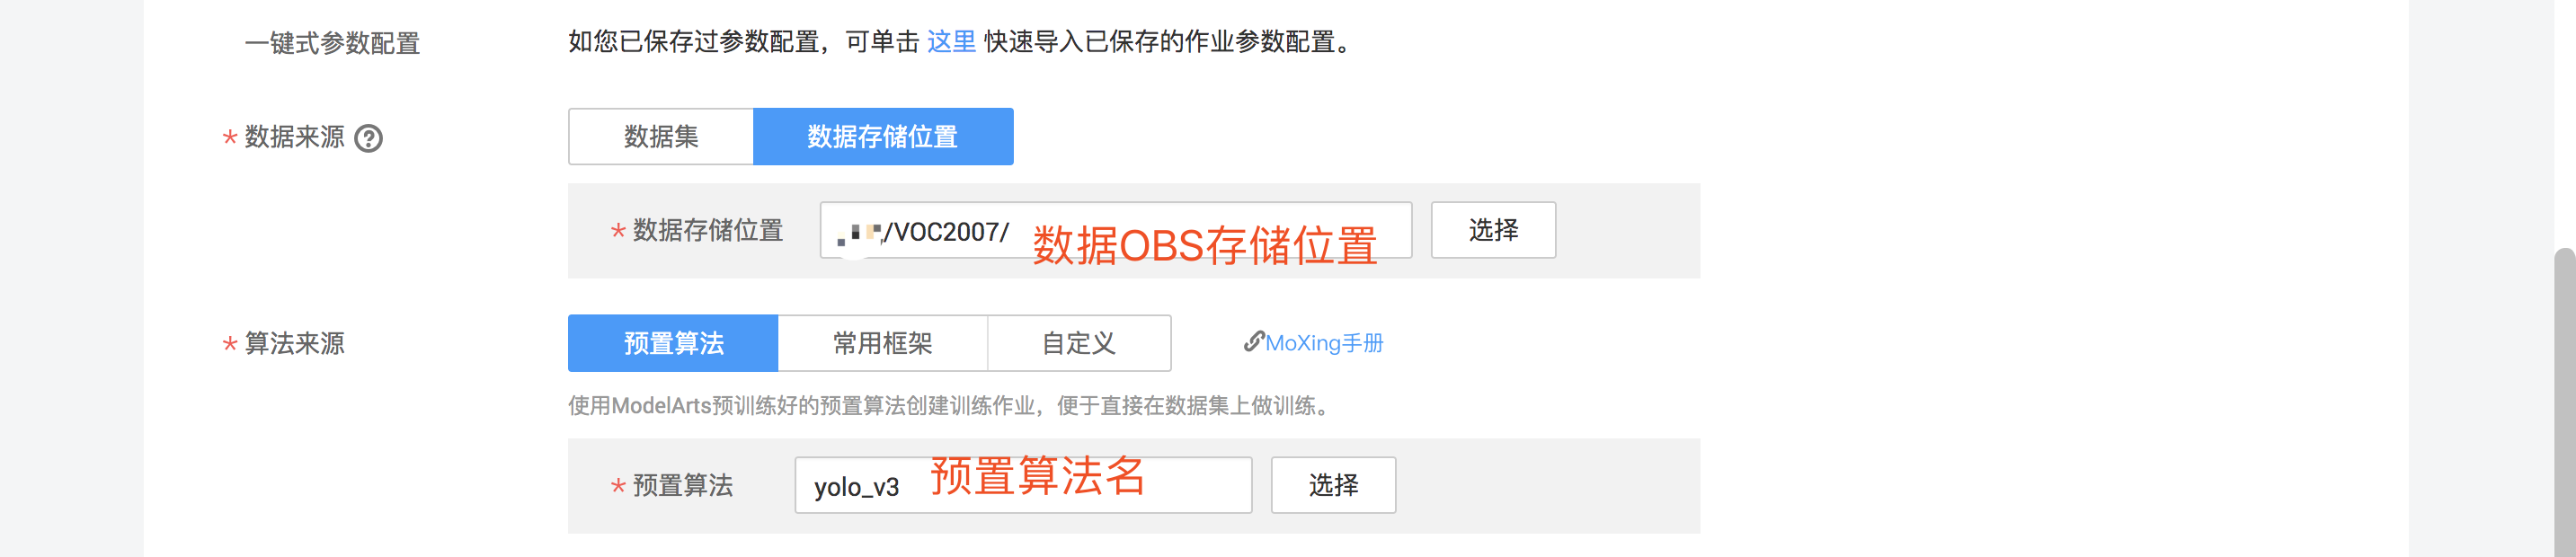 一键式参数配置 如您已保存过参数配置，可单击 这里 快速导入已保存的作业参数配置。
* 数据来源 ? 数据集 数据存储位置
* 数据存储位置 /VOC2007/ 数据OBS存储位置 选择
* 算法来源 预置算法 常用框架 自定义 MoXing手册
使用ModelArts预训练好的预置算法创建训练作业，便于直接在数据集上做训练。
* 预置算法 yolo_v3 预置算法名 选择